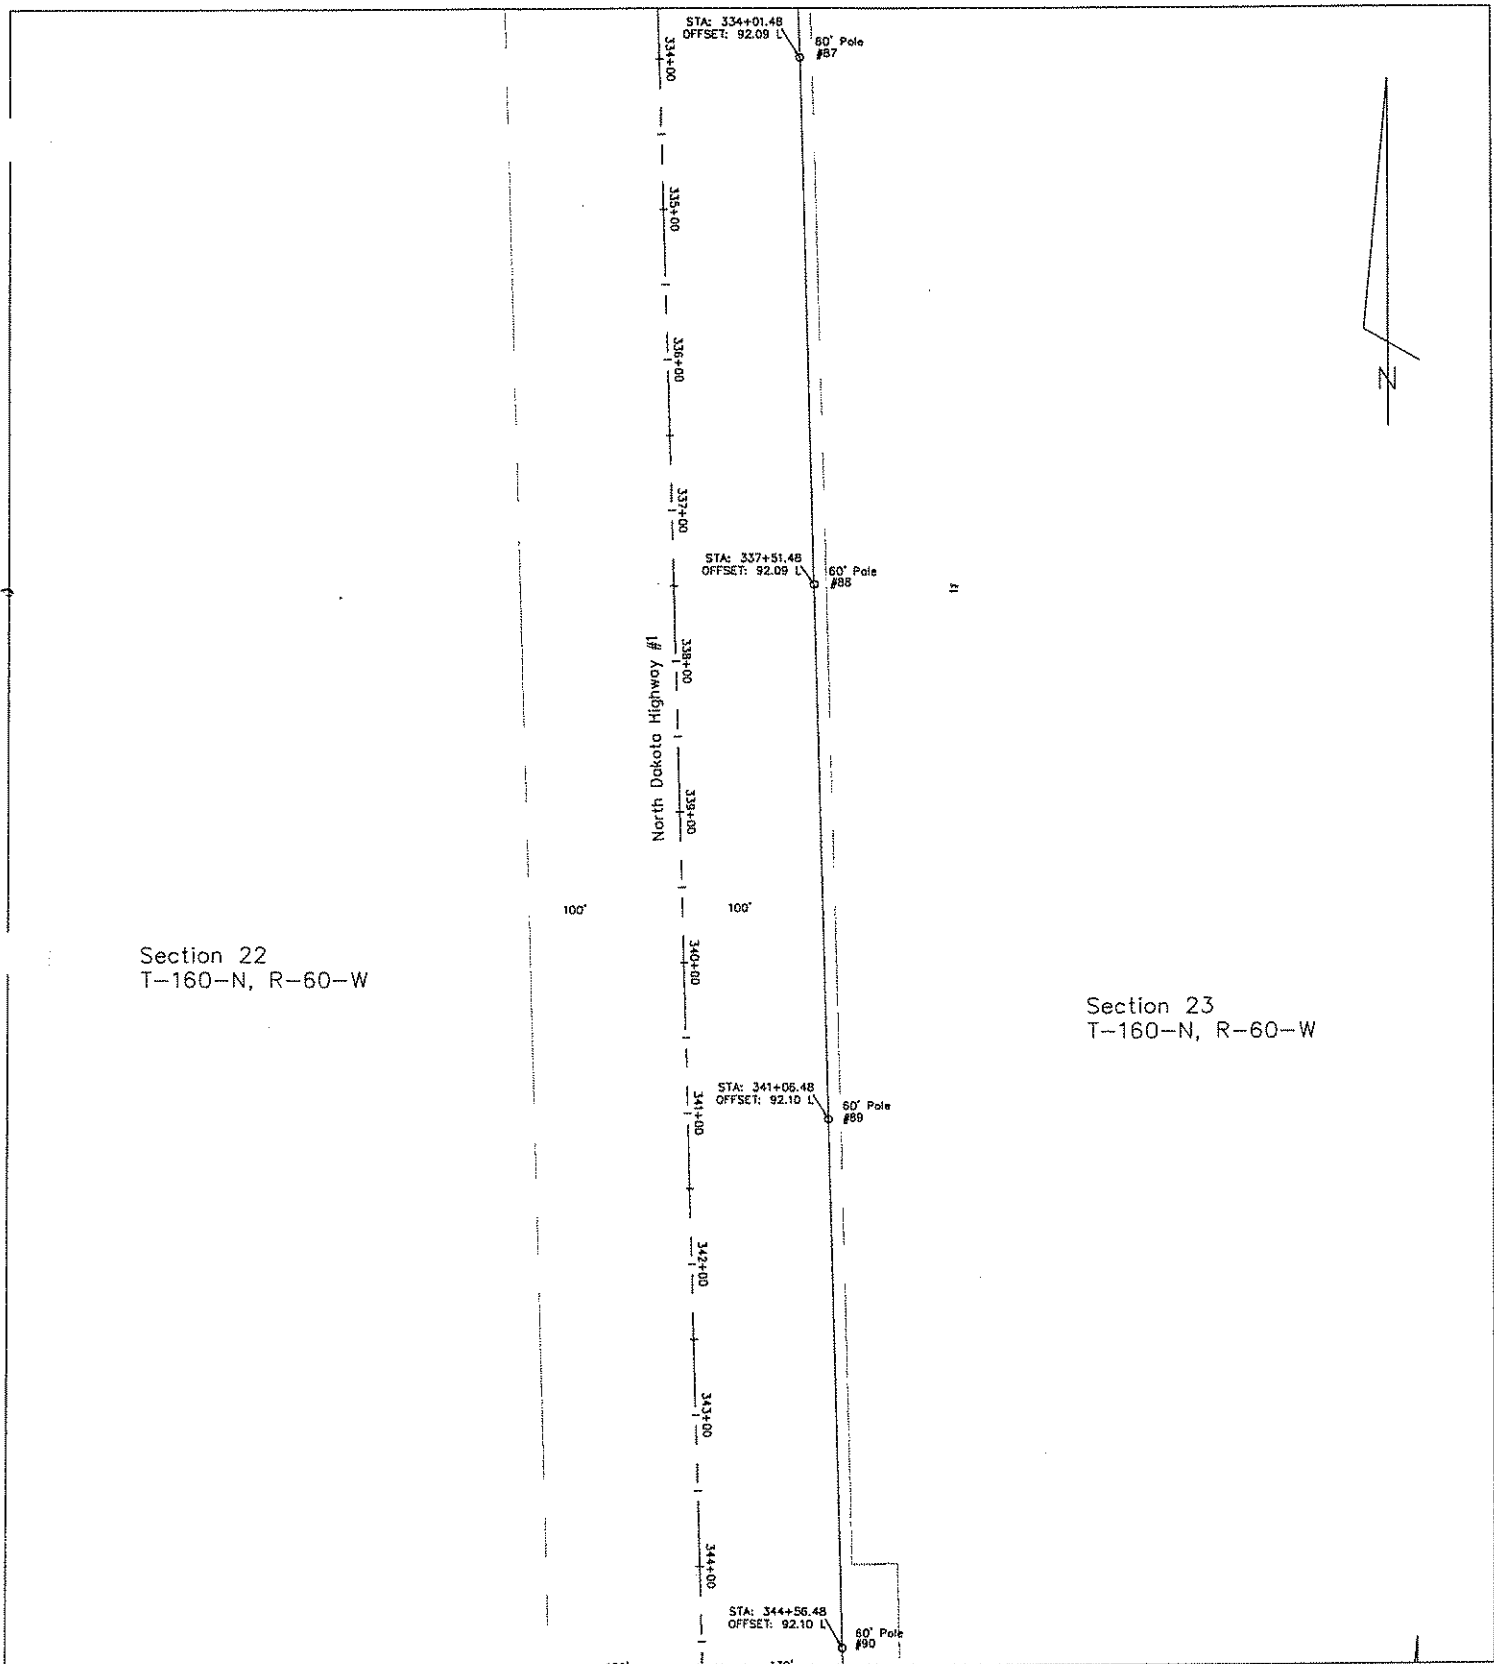 STA: 334+01.48
OFFSET: 92.09 L
60' Pole
#87
334+00
335+00
336+00
337+00
N
STA: 337+51.48
OFFSET: 92.09 L
60' Pole
#88
338+00
North Dakota Highway #1
339+00
100'
100'
340+00
Section 22
T-160-N, R-60-W
Section 23
T-160-N, R-60-W
STA: 341+06.48
OFFSET: 92.10 L
60' Pole
#89
341+00
342+00
343+00
344+00
STA: 344+56.48
OFFSET: 92.10 L
60' Pole
#90